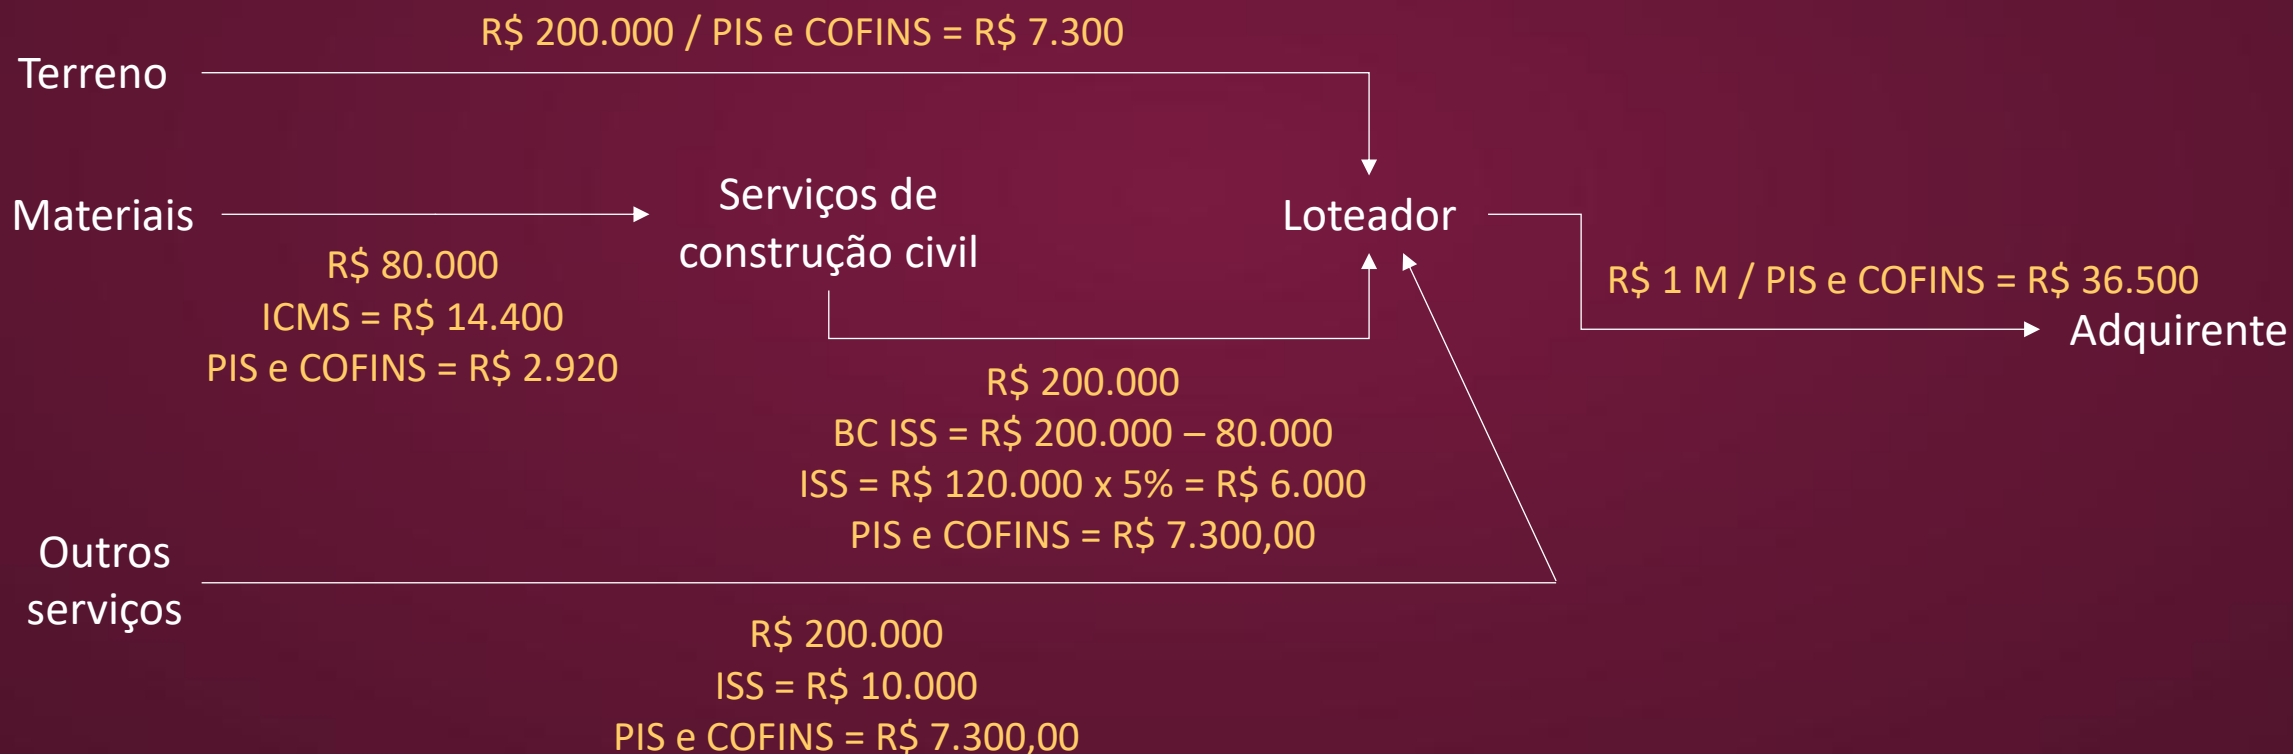 R$ 200.000 / PIS e COFINS = R$ 7.300
Terreno
Materiais
Serviços de
construção civil
Loteador
R$ 80.000
ICMS = R$ 14.400
PIS e COFINS = R$ 2.920
R$ 1 M / PIS e COFINS = R$ 36.500
Adquirente
R$ 200.000
BC ISS = R$ 200.000 – 80.000
ISS = R$ 120.000 x 5% = R$ 6.000
PIS e COFINS = R$ 7.300,00
Outros
serviços
R$ 200.000
ISS = R$ 10.000
PIS e COFINS = R$ 7.300,00